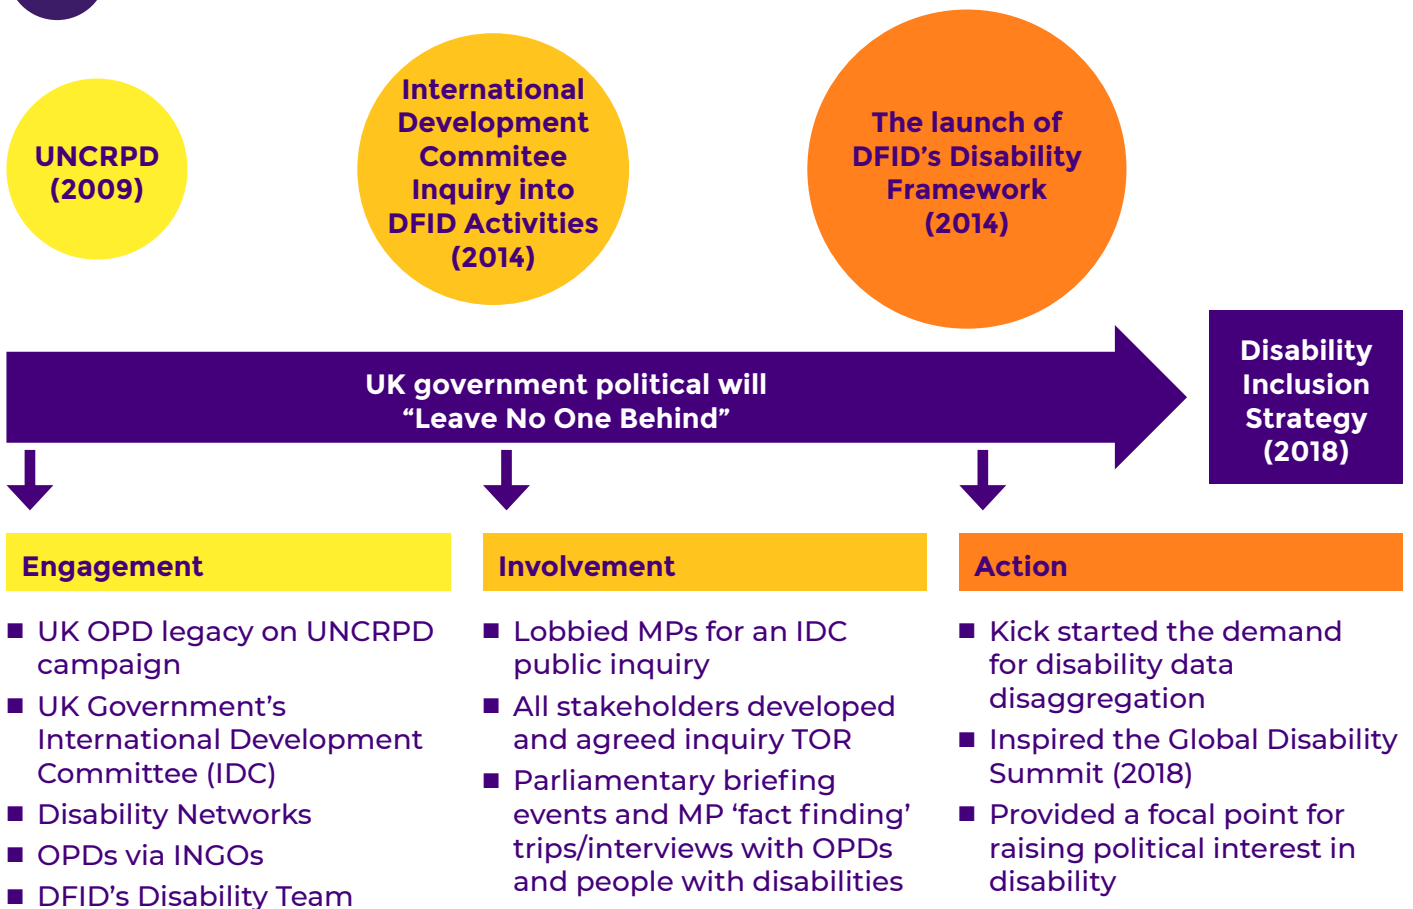 UNCRPD
(2009)
International
Development
Commitee
Inquiry into
DFID Activities
(2014)
The launch of
DFID’s Disability
Framework
(2014)
UK government political will
“Leave No One Behind”
Disability
Inclusion
Strategy
(2018)
Engagement
■ UK OPD legacy on UNCRPD
campaign
■ UK Government’s
International Development
Committee (IDC)
■ Disability Networks
■ OPDs via INGOs
■ DFID’s Disability Team
Involvement
■ Lobbied MPs for an IDC
public inquiry
■ All stakeholders developed
and agreed inquiry TOR
■ Parliamentary briefing
events and MP ‘fact finding’
trips/interviews with OPDs
and people with disabilities
Action
■ Kick started the demand
for disability data
disaggregation
■ Inspired the Global Disability
Summit (2018)
■ Provided a focal point for
raising political interest in
disability